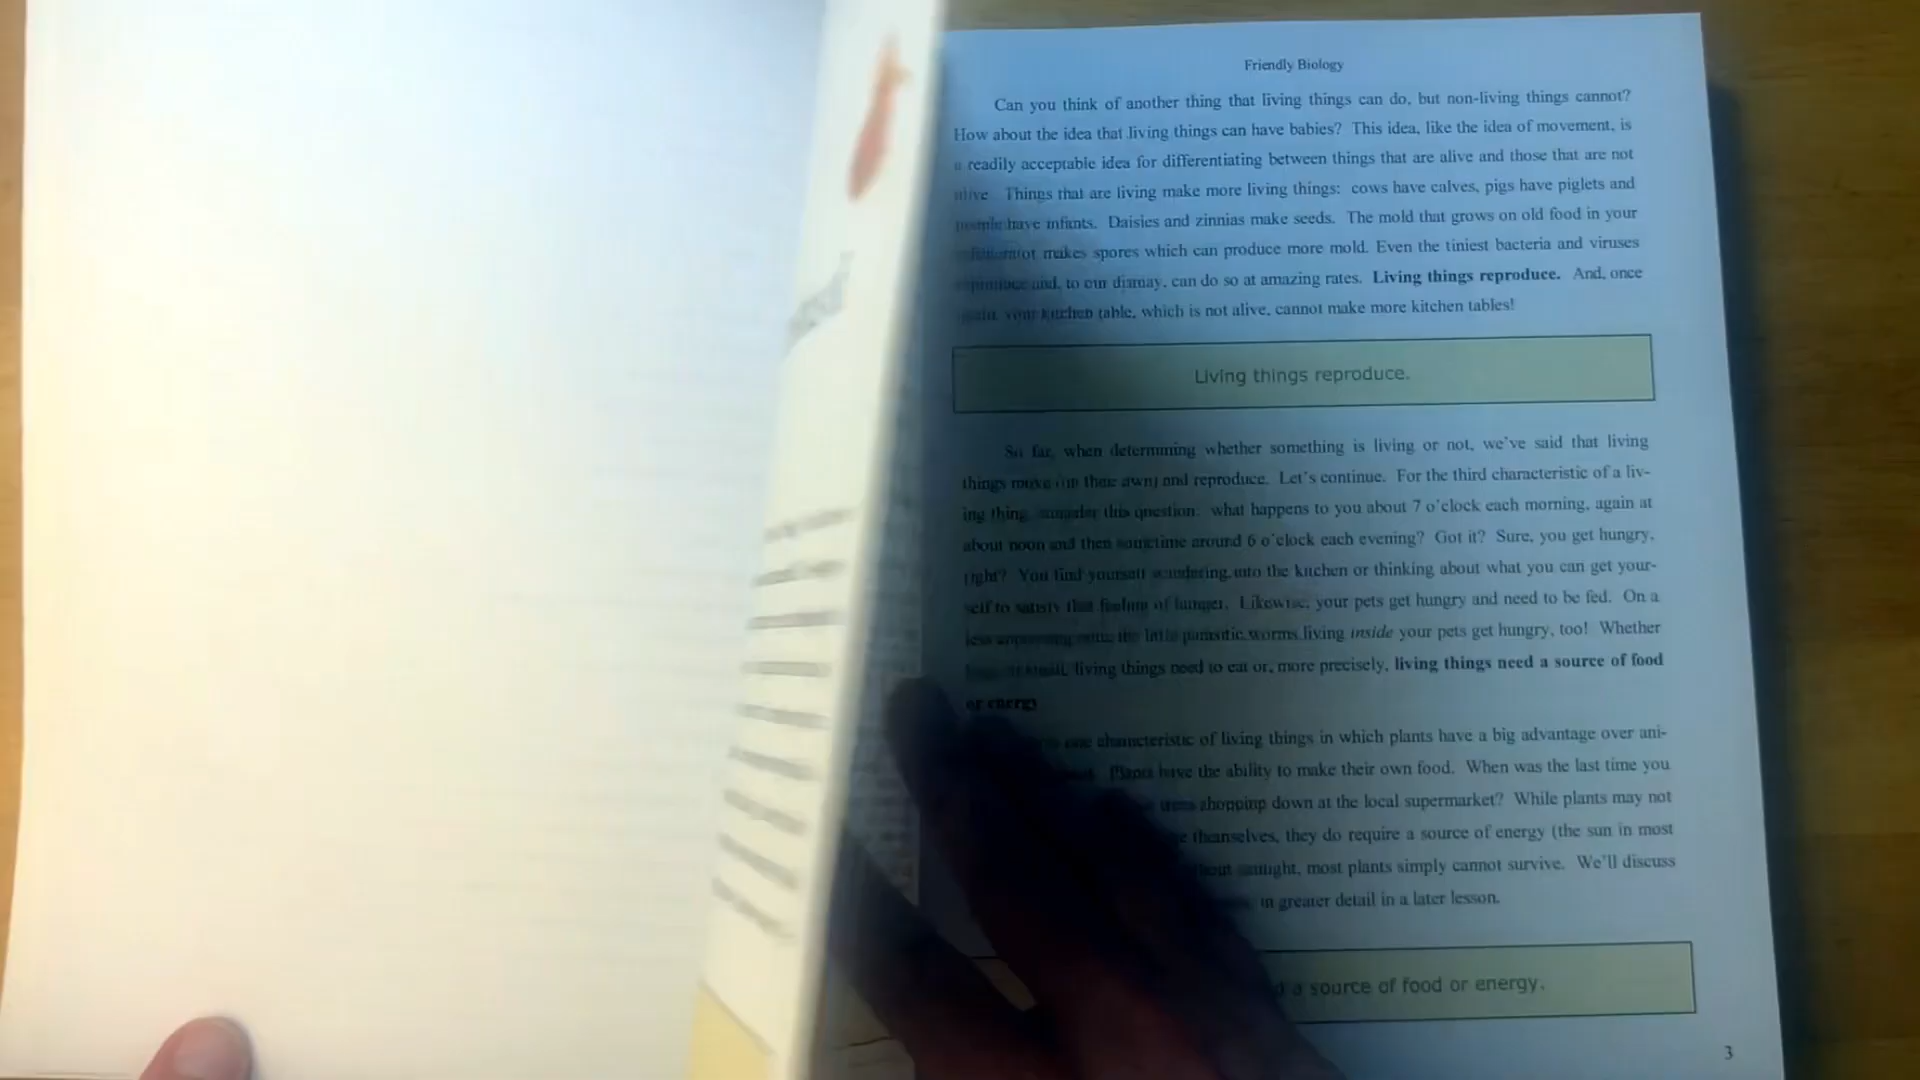 Friendly Biology
Can you think of another thing that living things can do, but non-living things cannot?
How about the idea that living things can have babies? This idea, like the idea of movement, is
a readily acceptable idea for differentiating between things that are alive and those that are not
alive. Things that are living make more living things: cows have calves, pigs have piglets and
people have infants. Daisies and zinnias make seeds. The mold that grows on old food in your
makes spores which can produce more mold. Even the tiniest bacteria and viruses
and, to our dismay, can do so at amazing rates. Living things reproduce. And, once
your kitchen table, which is not alive, cannot make more kitchen tables!
Living things reproduce.
So far, when determining whether something is living or not, we've said that living
things move (on their own) and reproduce. Let's continue. For the third characteristic of a liv-
ing thing, consider this question: what happens to you about 7 o'clock each morning, again at
about noon and then sometime around 6 o'clock each evening? Got it? Sure, you get hungry,
right? You find yourself wandering into the kitchen or thinking about what you can get your-
self to satisfy that feeling of hunger. Likewise, your pets get hungry and need to be fed. On a
less the little parasitic worms living inside your pets get hungry, too! Whether
living things need to eat or, more precisely, living things need a source of food
or energy
one characteristic of living things in which plants have a big advantage over ani-
Plants have the ability to make their own food. When was the last time you
shopping down at the local supermarket? While plants may not
themselves, they do require a source of energy (the sun in most
most plants simply cannot survive. We'll discuss
in greater detail in a later lesson.
a source of food or energy.
3